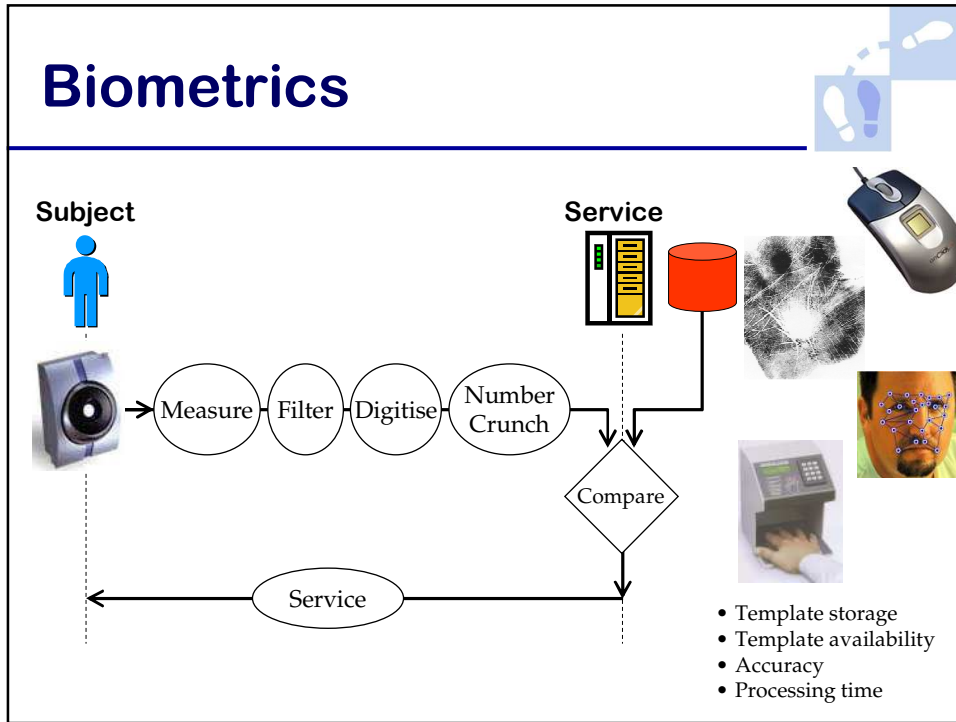 Biometrics
Subject
Service
Measure
Filter
Digitise
Number
Crunch
Compare
Service
• Template storage
• Template availability
• Accuracy
• Processing time